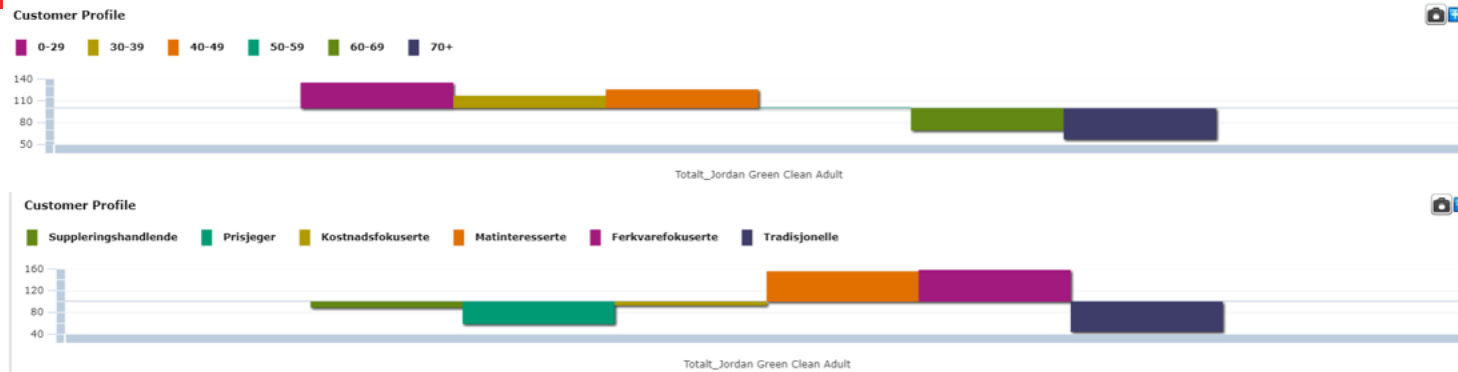 Customer Profile
0-29 30-39 40-49 50-59 60-69 70+
140
110
80
50
Totalt_Jordan Green Clean Adult
Customer Profile
Suppleringshandlende Prisjeger Kostnadsfokuserte Matinteresserte Ferkvarefokuserte Tradisjonelle
160
120
80
40
Totalt_Jordan Green Clean Adult